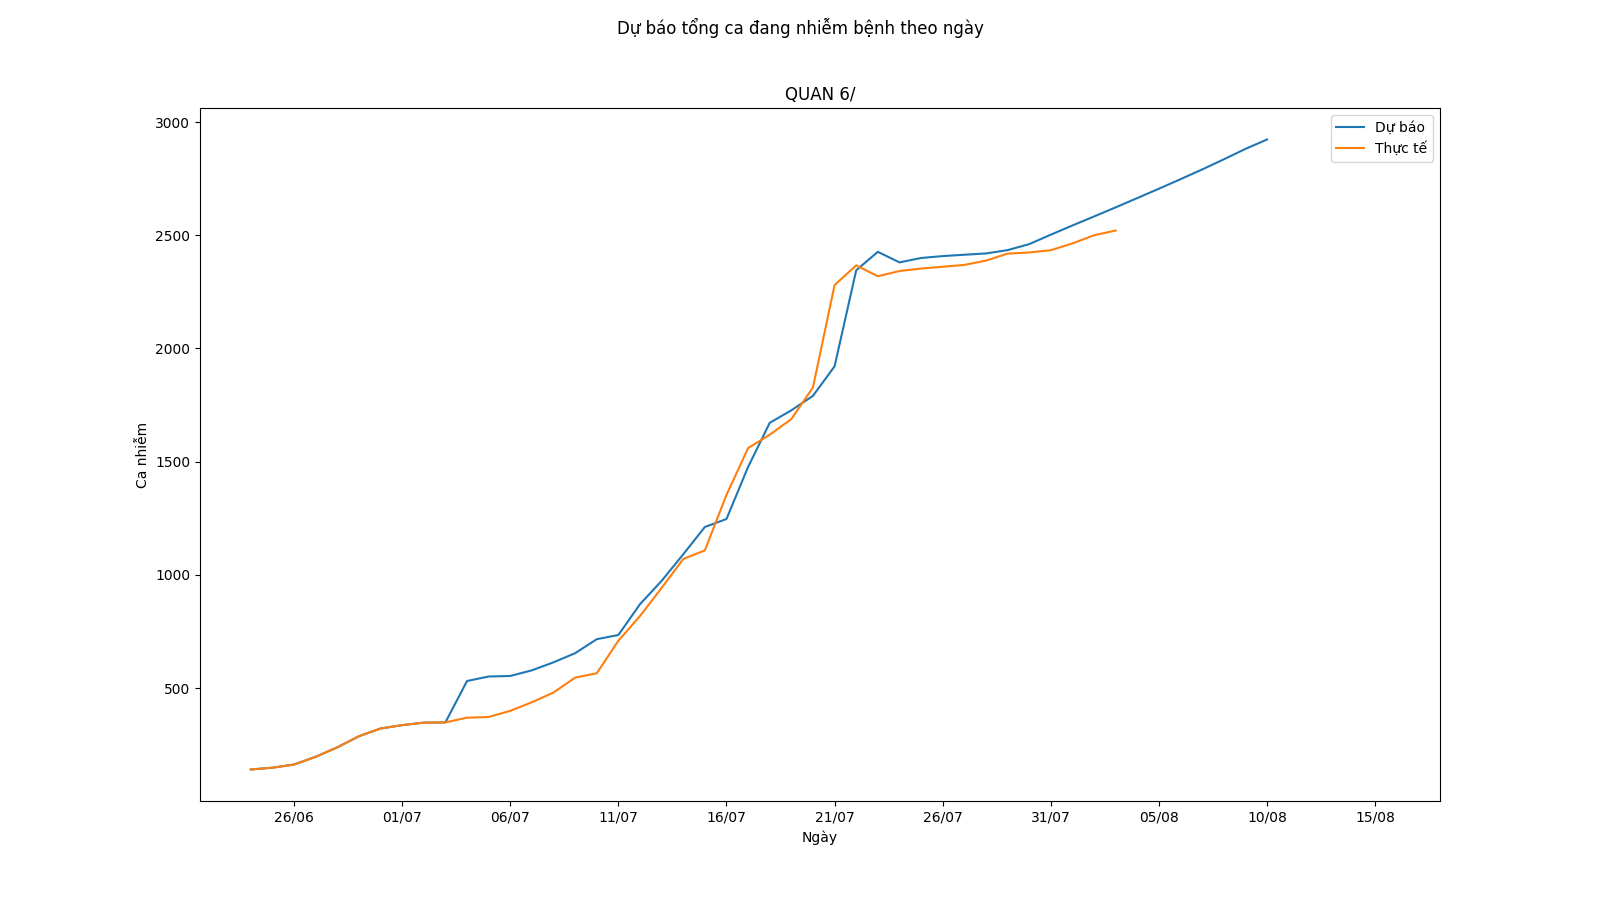 Dự báo tổng ca đang nhiễm bệnh theo ngày
QUAN 6/
3000
2500
2000
1500
1000
500
Ca nhiễm
Dự báo
Thực tế
26/06 01/07 06/07 11/07 16/07 21/07 26/07 31/07 05/08 10/08 15/08
Ngày